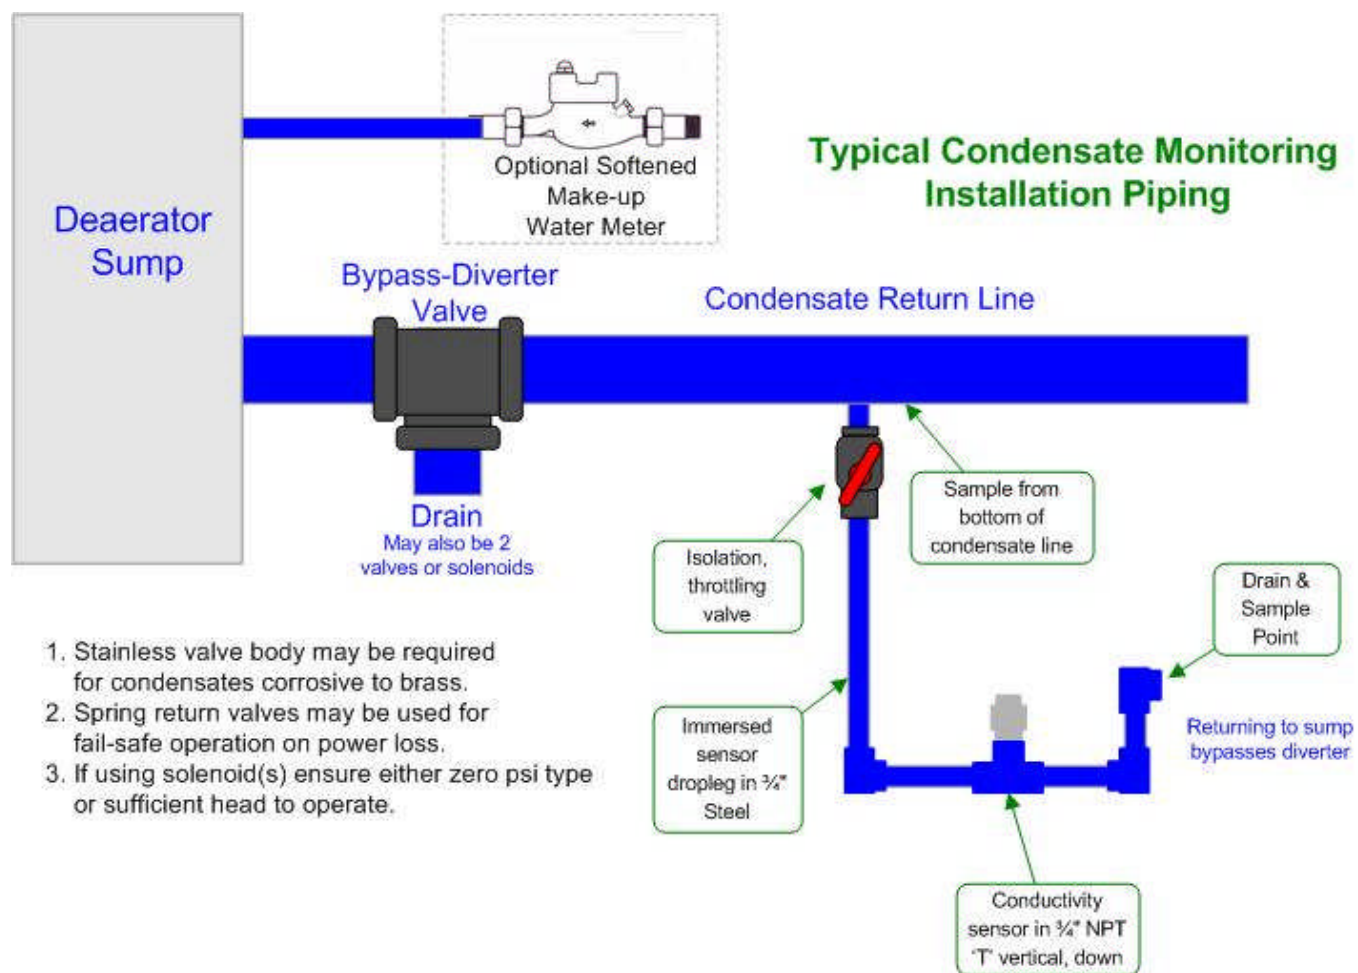 Optional Softened
Make-up
Water Meter
Typical Condensate Monitoring
Installation Piping
Deaerator
Sump
Bypass-Diverter
Valve
Condensate Return Line
Drain
May also be 2
valves or solenoids
Sample from
bottom of
condensate line
Isolation,
throttling
valve
Drain &
Sample
Point
1. Stainless valve body may be required
for condensates corrosive to brass.
2. Spring return valves may be used for
fail-safe operation on power loss.
3. If using solenoid(s) ensure either zero psi type
or sufficient head to operate.
Immersed
sensor
dropleg in ¾"
Steel
Returning to sump
bypasses diverter
Conductivity
sensor in ¾" NPT
'T' vertical, down